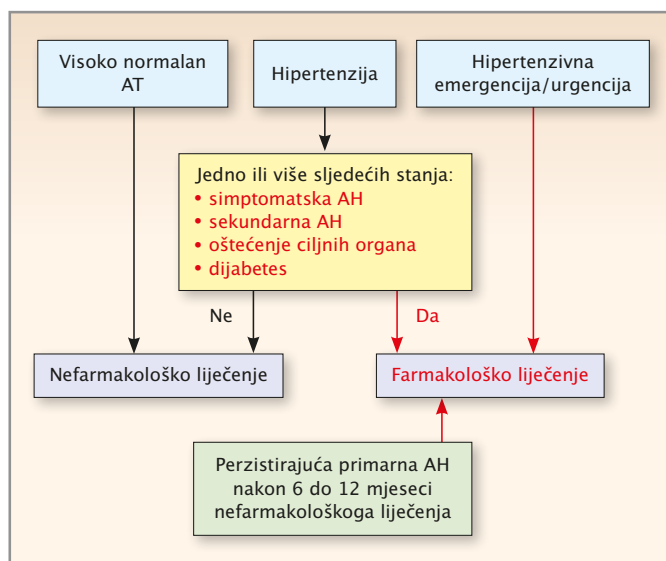 Visoko normalan
AT
Hipertenzija
Hipertenzivna
emergencija/urgencija
Jedno ili više sljedećih stanja:
• simptomatska AH
• sekundarna AH
• oštećenje ciljnih organa
• dijabetes
Ne
Da
Nefarmakološko liječenje
Farmakološko liječenje
Perzistirajuća primarna AH
nakon 6 do 12 mjeseci
nefarmakološkoga liječenja